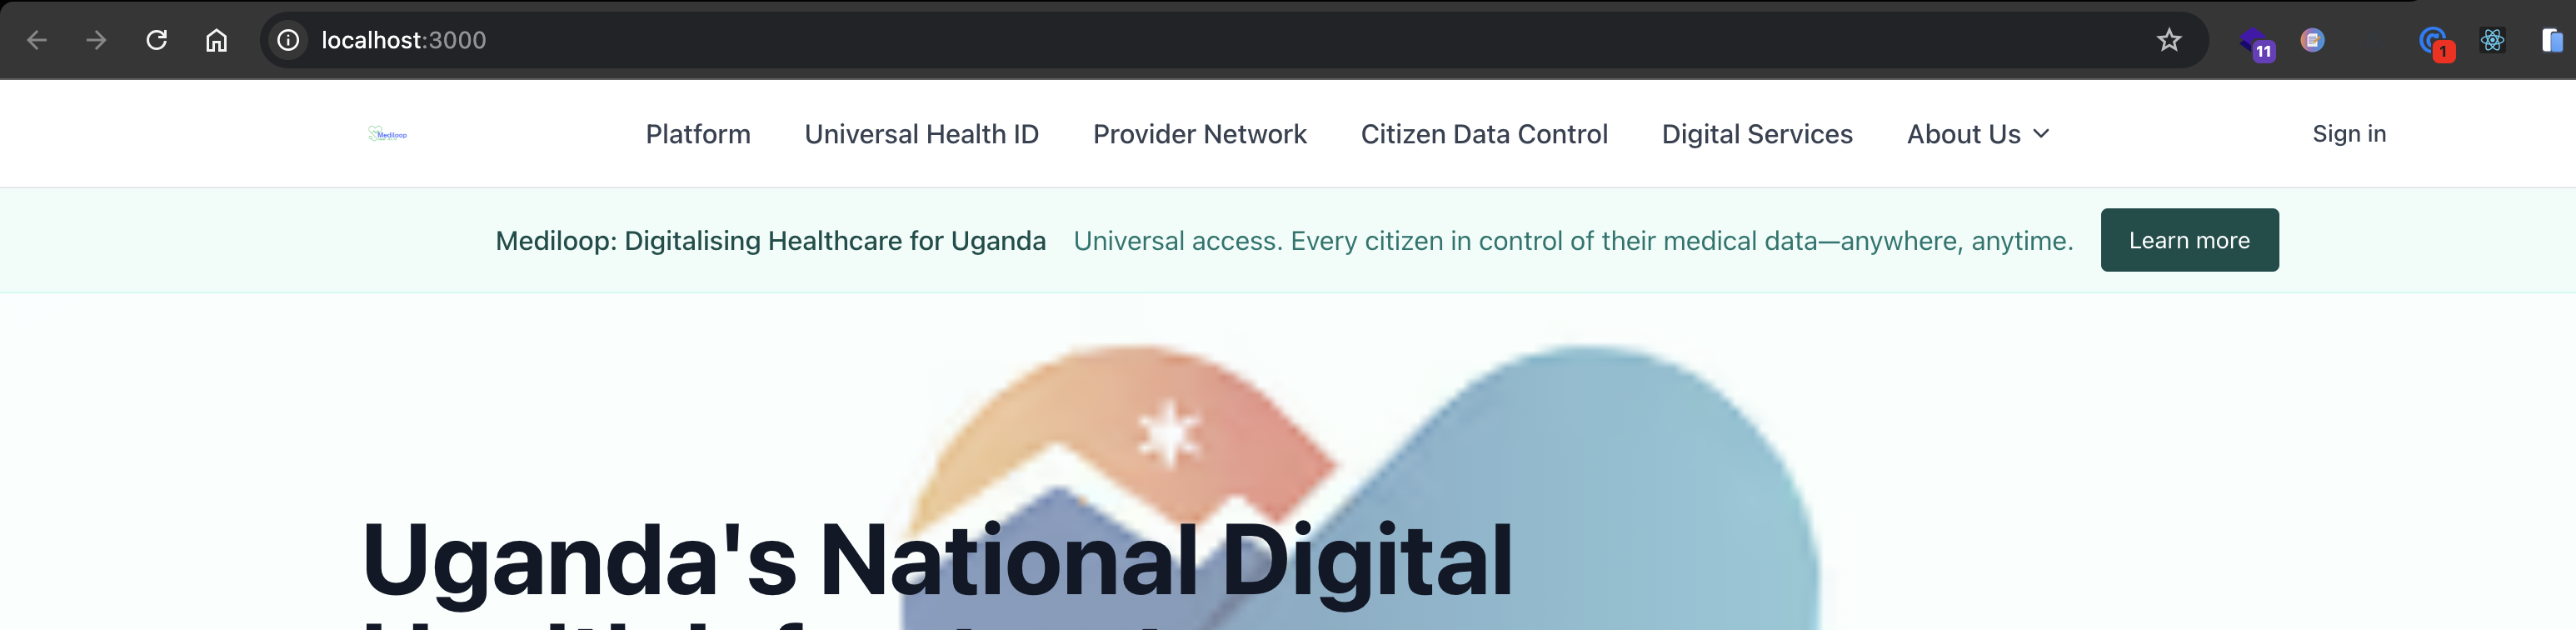 localhost:3000
11
1
Mediloop
Platform
Universal Health ID
Provider Network
Citizen Data Control
Digital Services
About Us
Sign in
Mediloop: Digitalising Healthcare for Uganda
Universal access. Every citizen in control of their medical data—anywhere, anytime.
Learn more
Uganda's National Digital